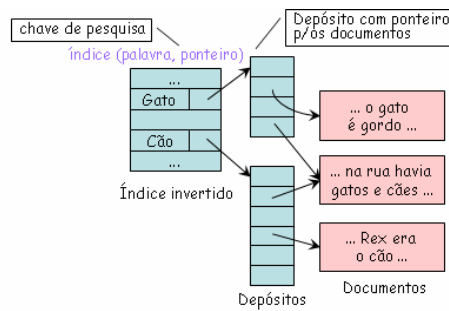 chave de pesquisa
Depósito com ponteiro
p/os documentos
índice (palavra, ponteiro)
...
Gato
Cão
...
Índice invertido
... o gato
é gordo ...
... na rua havia
gatos e cães ...
... Rex era
o cão ...
Depósitos
Documentos